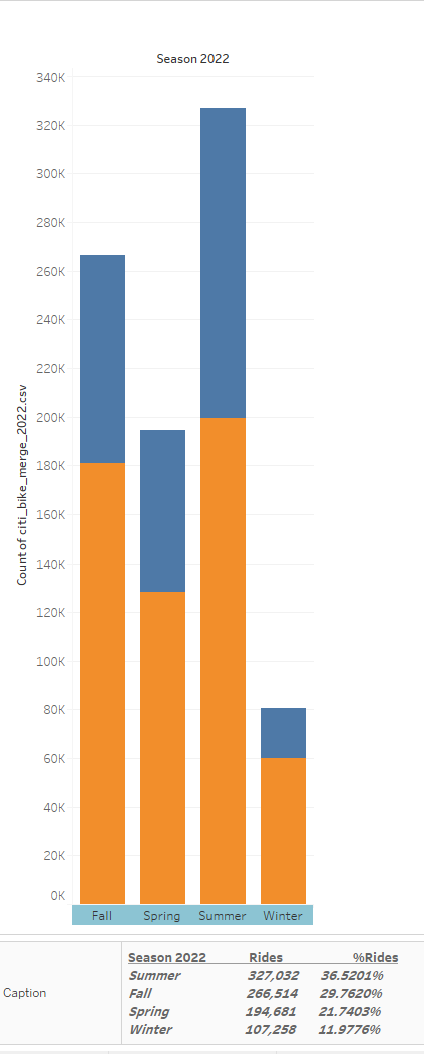 Season 2022
340K
320K
300K
280K
260K
240K
220K
200K
180K
160K
140K
120K
100K
80K
60K
40K
20K
0K
Count of citi_bike_merge_2022.csv
Fall Spring Summer Winter
Caption
Season 2022 Rides %Rides
Summer 327,032 36.5201%
Fall 266,514 29.7620%
Spring 194,681 21.7403%
Winter 107,258 11.9776%